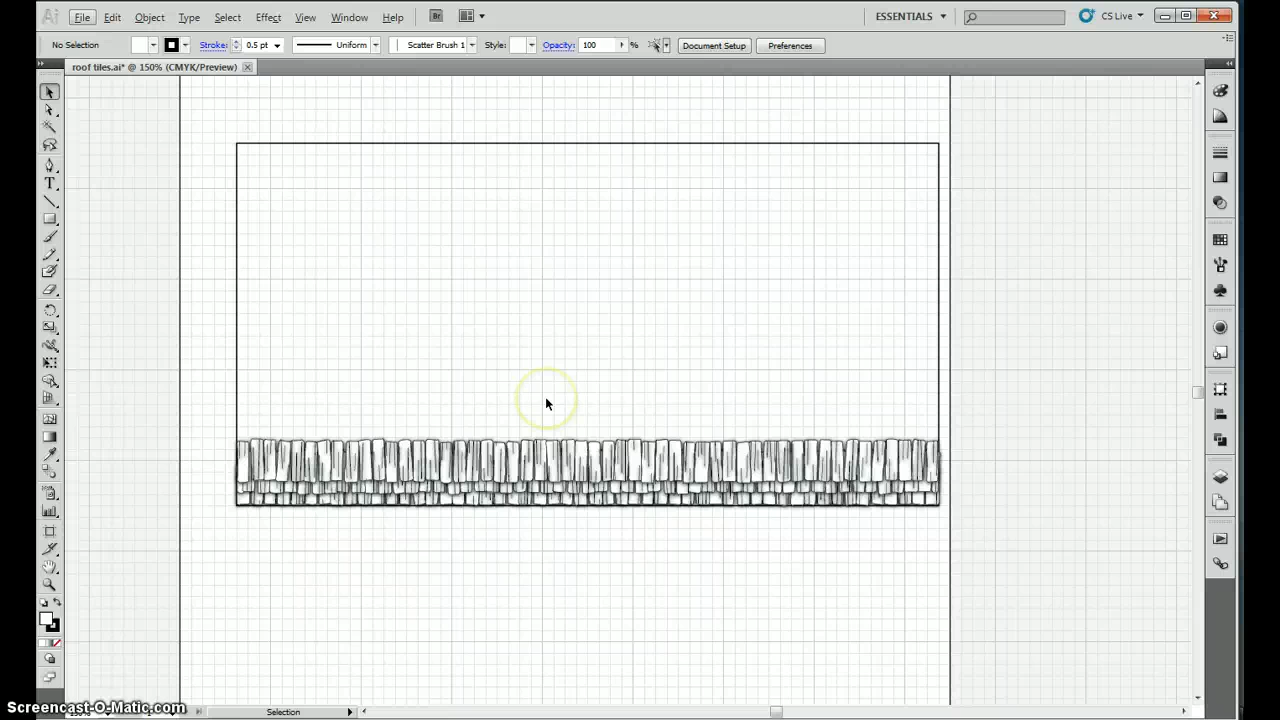 Ai File Edit Object Type Select Effect View Window Help Br ESSENTIALS CS Live
No Selection Stroke: 0.5 pt Uniform Scatter Brush 1 Style: Opacity: 100 % Document Setup Preferences
roof tiles.ai* @ 150% (CMYK/Preview)
T
Screencast-O-Matic.com
Selection